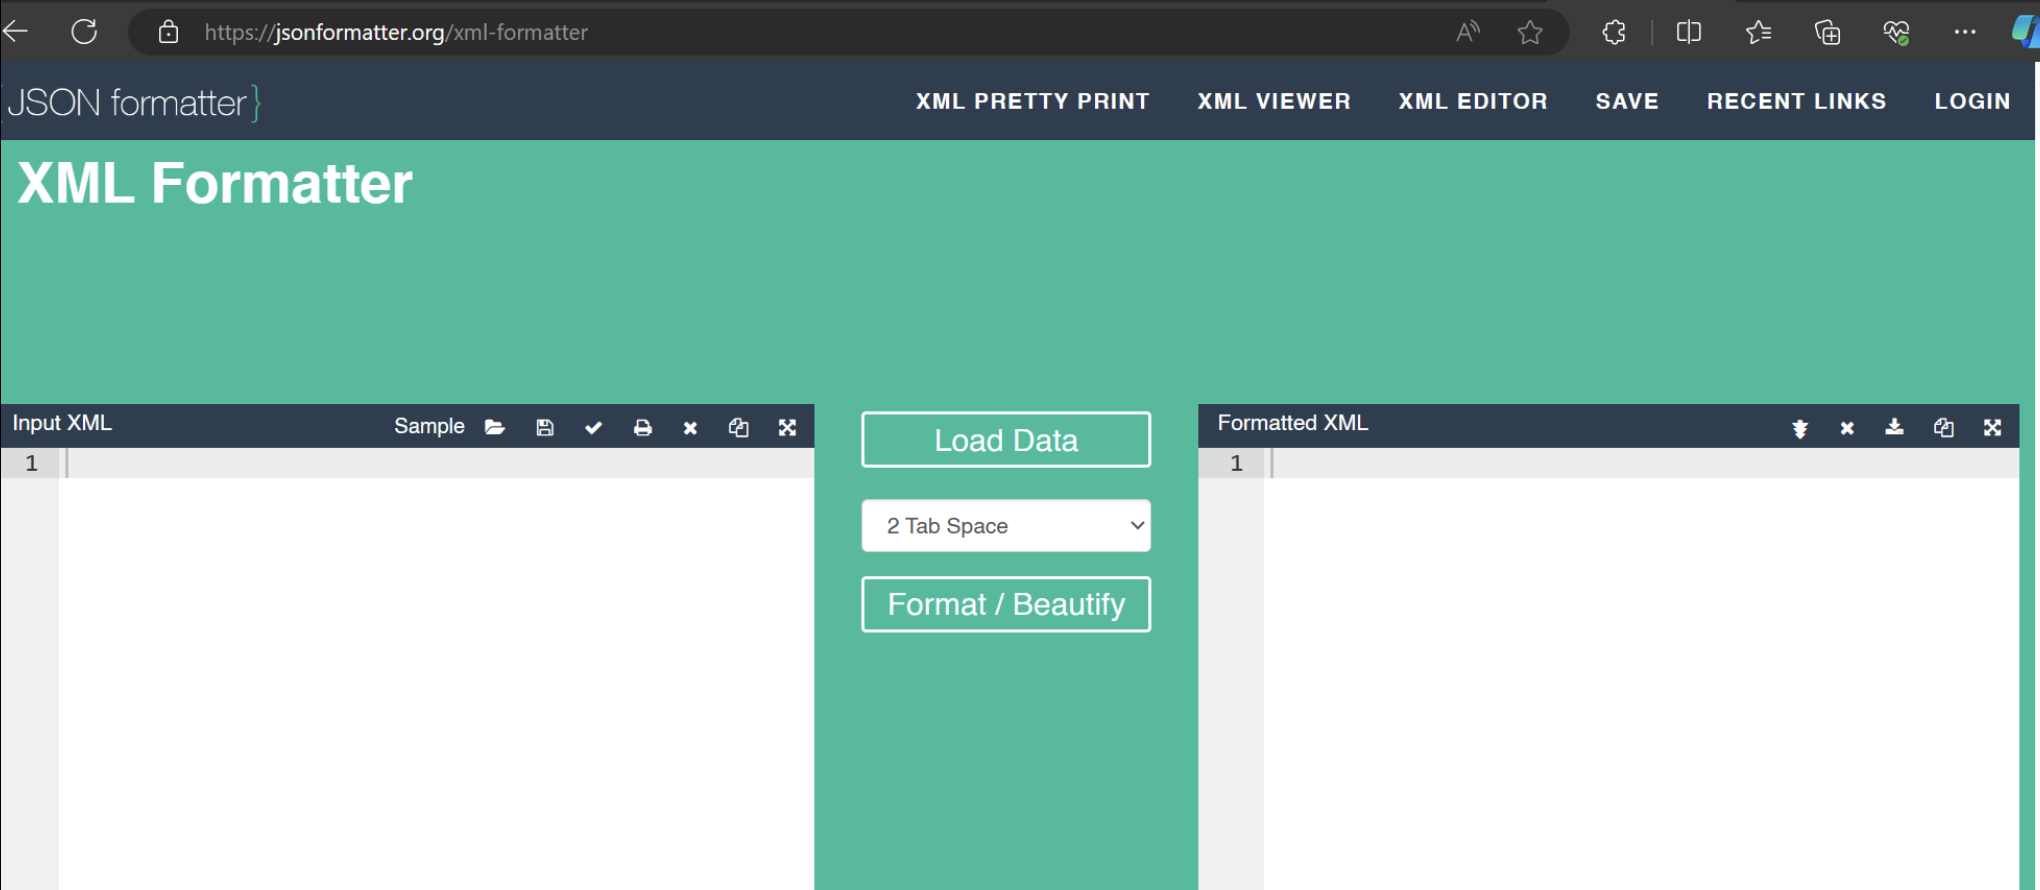 https://jsonformatter.org/xml-formatter
JSON formatter}
XML PRETTY PRINT
XML VIEWER
XML EDITOR
SAVE
RECENT LINKS
LOGIN
XML Formatter
Input XML
Sample
1
Load Data
2 Tab Space
Format / Beautify
Formatted XML
1